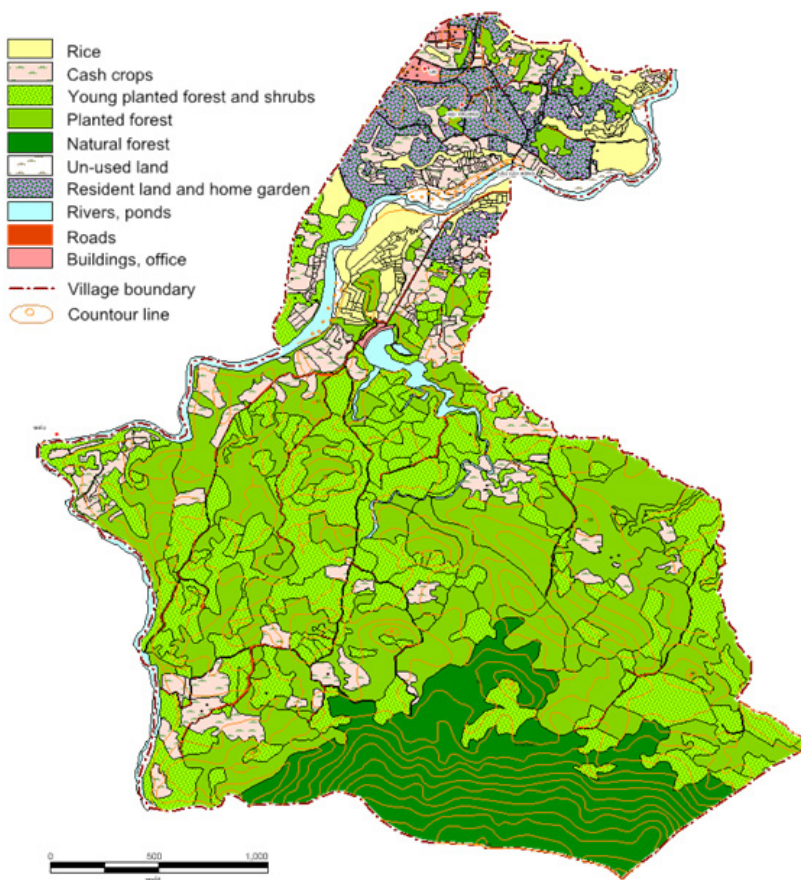 Rice
Cash crops
Young planted forest and shrubs
Planted forest
Natural forest
Un-used land
Resident land and home garden
Rivers, ponds
Roads
Buildings, office
Village boundary
Countour line
0 500 1,000